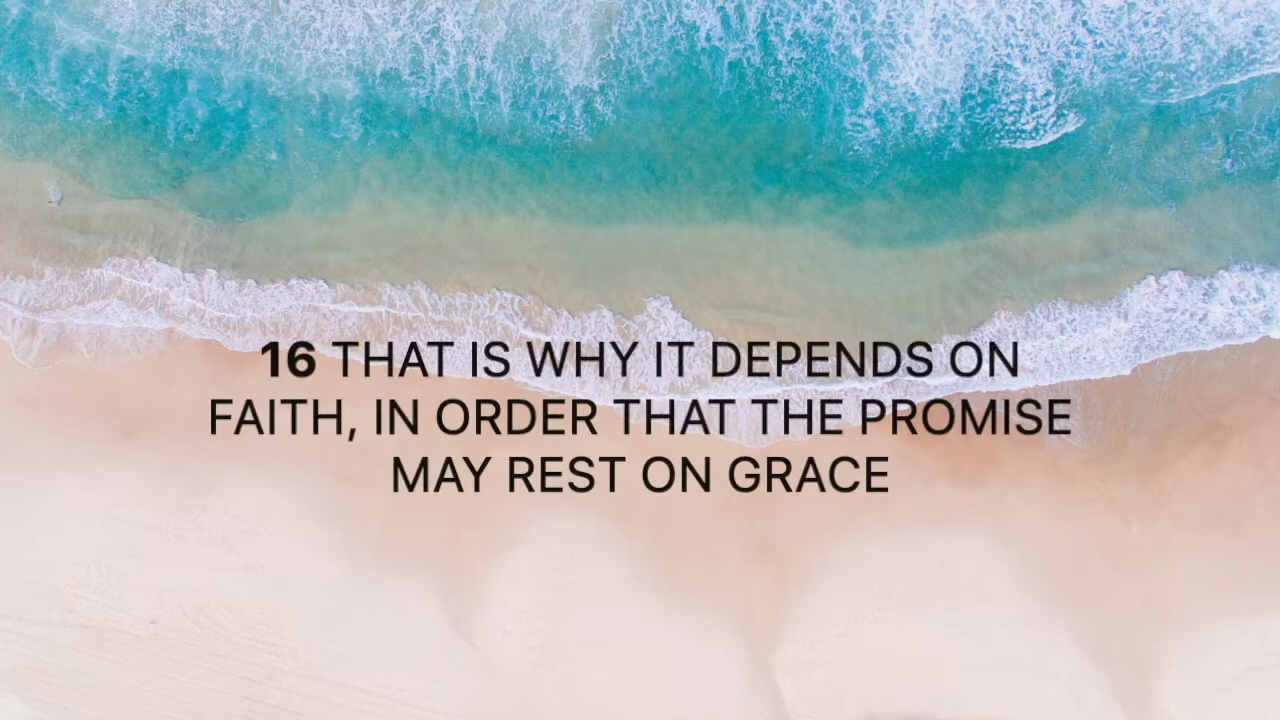 16 THAT IS WHY IT DEPENDS ON
FAITH, IN ORDER THAT THE PROMISE
MAY REST ON GRACE